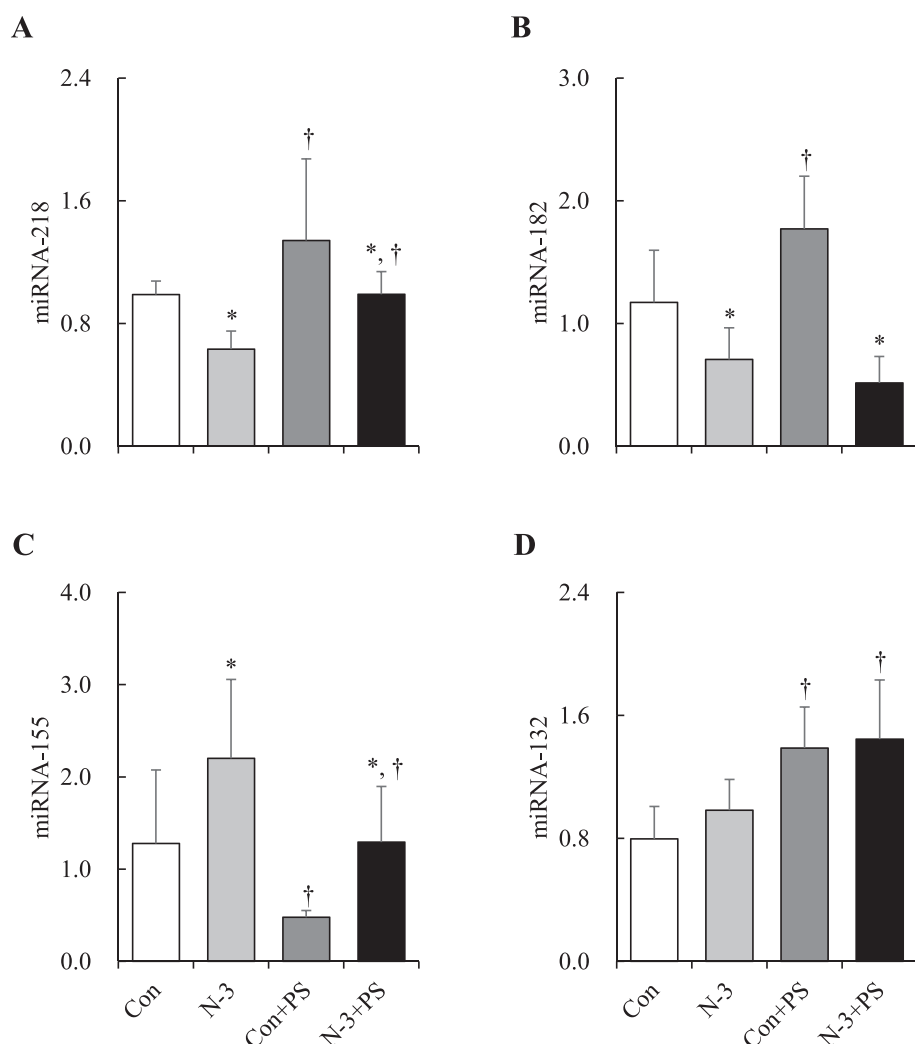 A
miRNA-218
2.4
1.6
0.8
0.0
*
†
*, †
B
miRNA-182
3.0
2.0
1.0
0.0
*
†
*
C
miRNA-155
4.0
3.0
2.0
1.0
0.0
*
†
*, †
Con
N-3
Con+PS
N-3+PS
D
miRNA-132
2.4
1.6
0.8
0.0
†
†
Con
N-3
Con+PS
N-3+PS